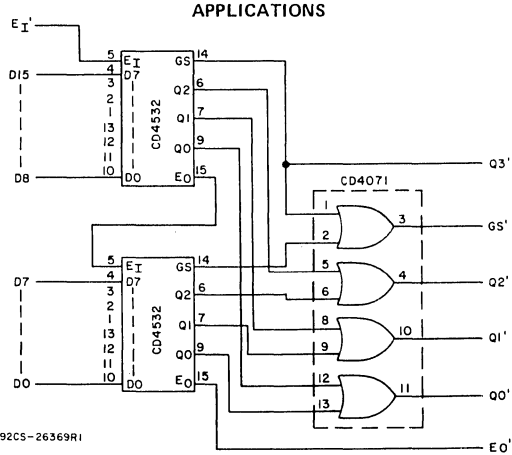 APPLICATIONS
EI'
5 EI GS 14
D15 4 D7
3
2
1
13
12
11
D8 10 D0
CD4532
Q2 6
Q1 7
Q0 9
EO 15
Q3'
CD4071
1
2
3 GS'
5 EI GS 14
D7 4 D7
3
2
1
13
12
11
D0 10 D0
CD4532
Q2 6
Q1 7
Q0 9
EO 15
5
6
4 Q2'
8
9
10 Q1'
12
13
11 Q0'
EO'
92CS-26369R1